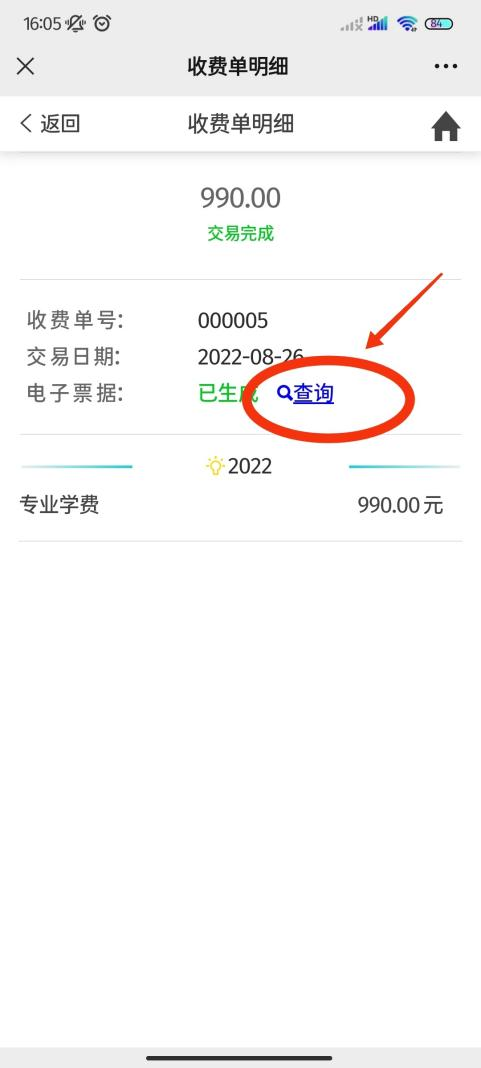 16:05 HD 84
收费单明细
返回 收费单明细
990.00
交易完成
收费单号: 000005
交易日期: 2022-08-26
电子票据: 已生成 查询
2022
专业学费 990.00元